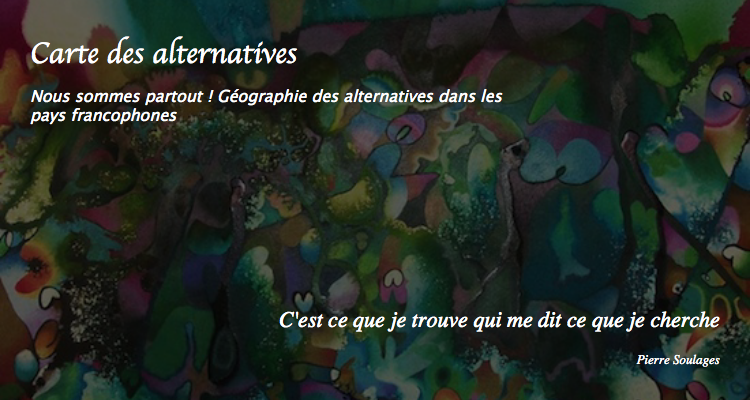 Carte des alternatives
Nous sommes partout ! Géographie des alternatives dans les
pays francophones
C'est ce que je trouve qui me dit ce que je cherche
Pierre Soulages